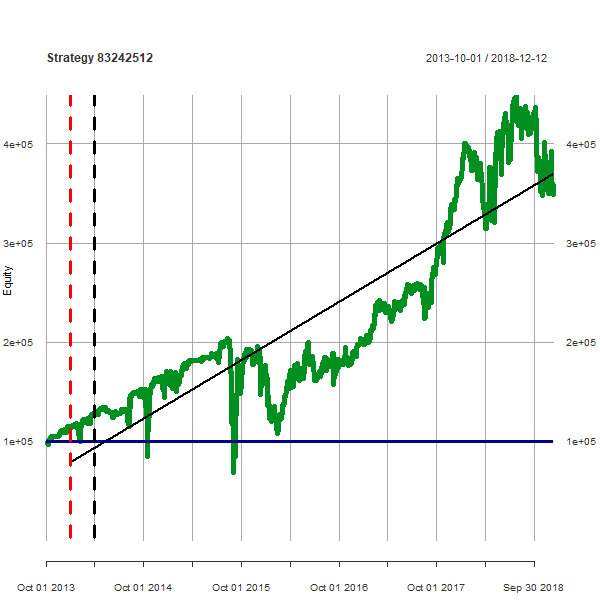 Strategy 83242512
2013-10-01 / 2018-12-12
4e+05
4e+05
3e+05
3e+05
Equity
2e+05
2e+05
1e+05
1e+05
Oct 01 2013
Oct 01 2014
Oct 01 2015
Oct 01 2016
Oct 01 2017
Sep 30 2018